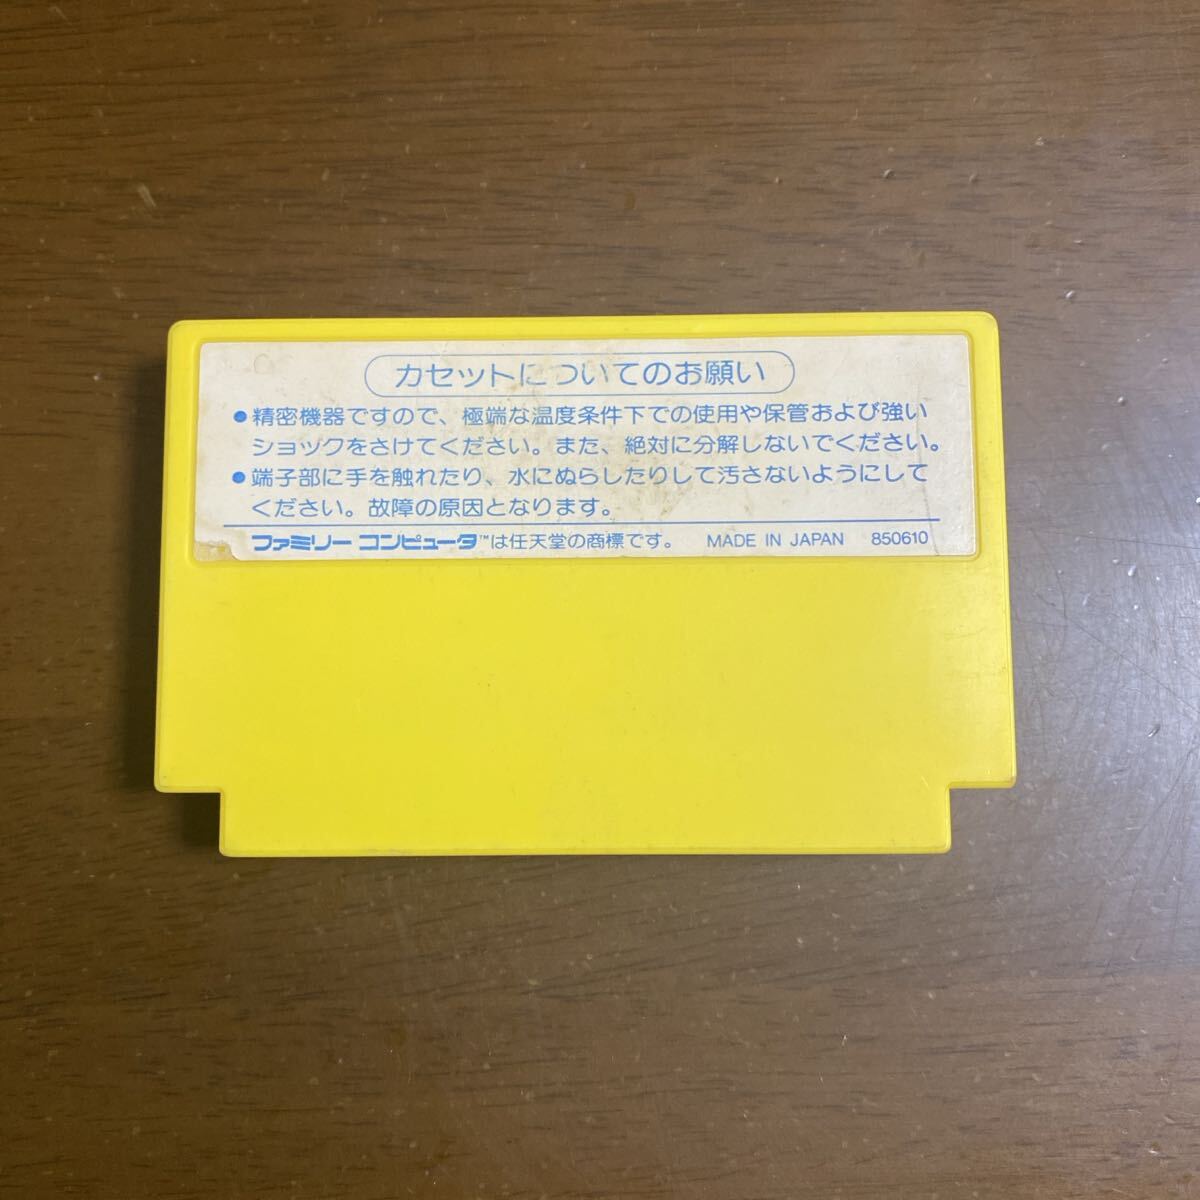 カセットについてのお願い
●精密機器ですので、極端な温度条件下での使用や保管および強い
ショックをさけてください。また、絶対に分解しないでください。
●端子部に手を触れたり、水にぬらしたりして汚さないようにして
ください。故障の原因となります。
ファミリー コンピュータ™は任天堂の商標です。 MADE IN JAPAN 850610